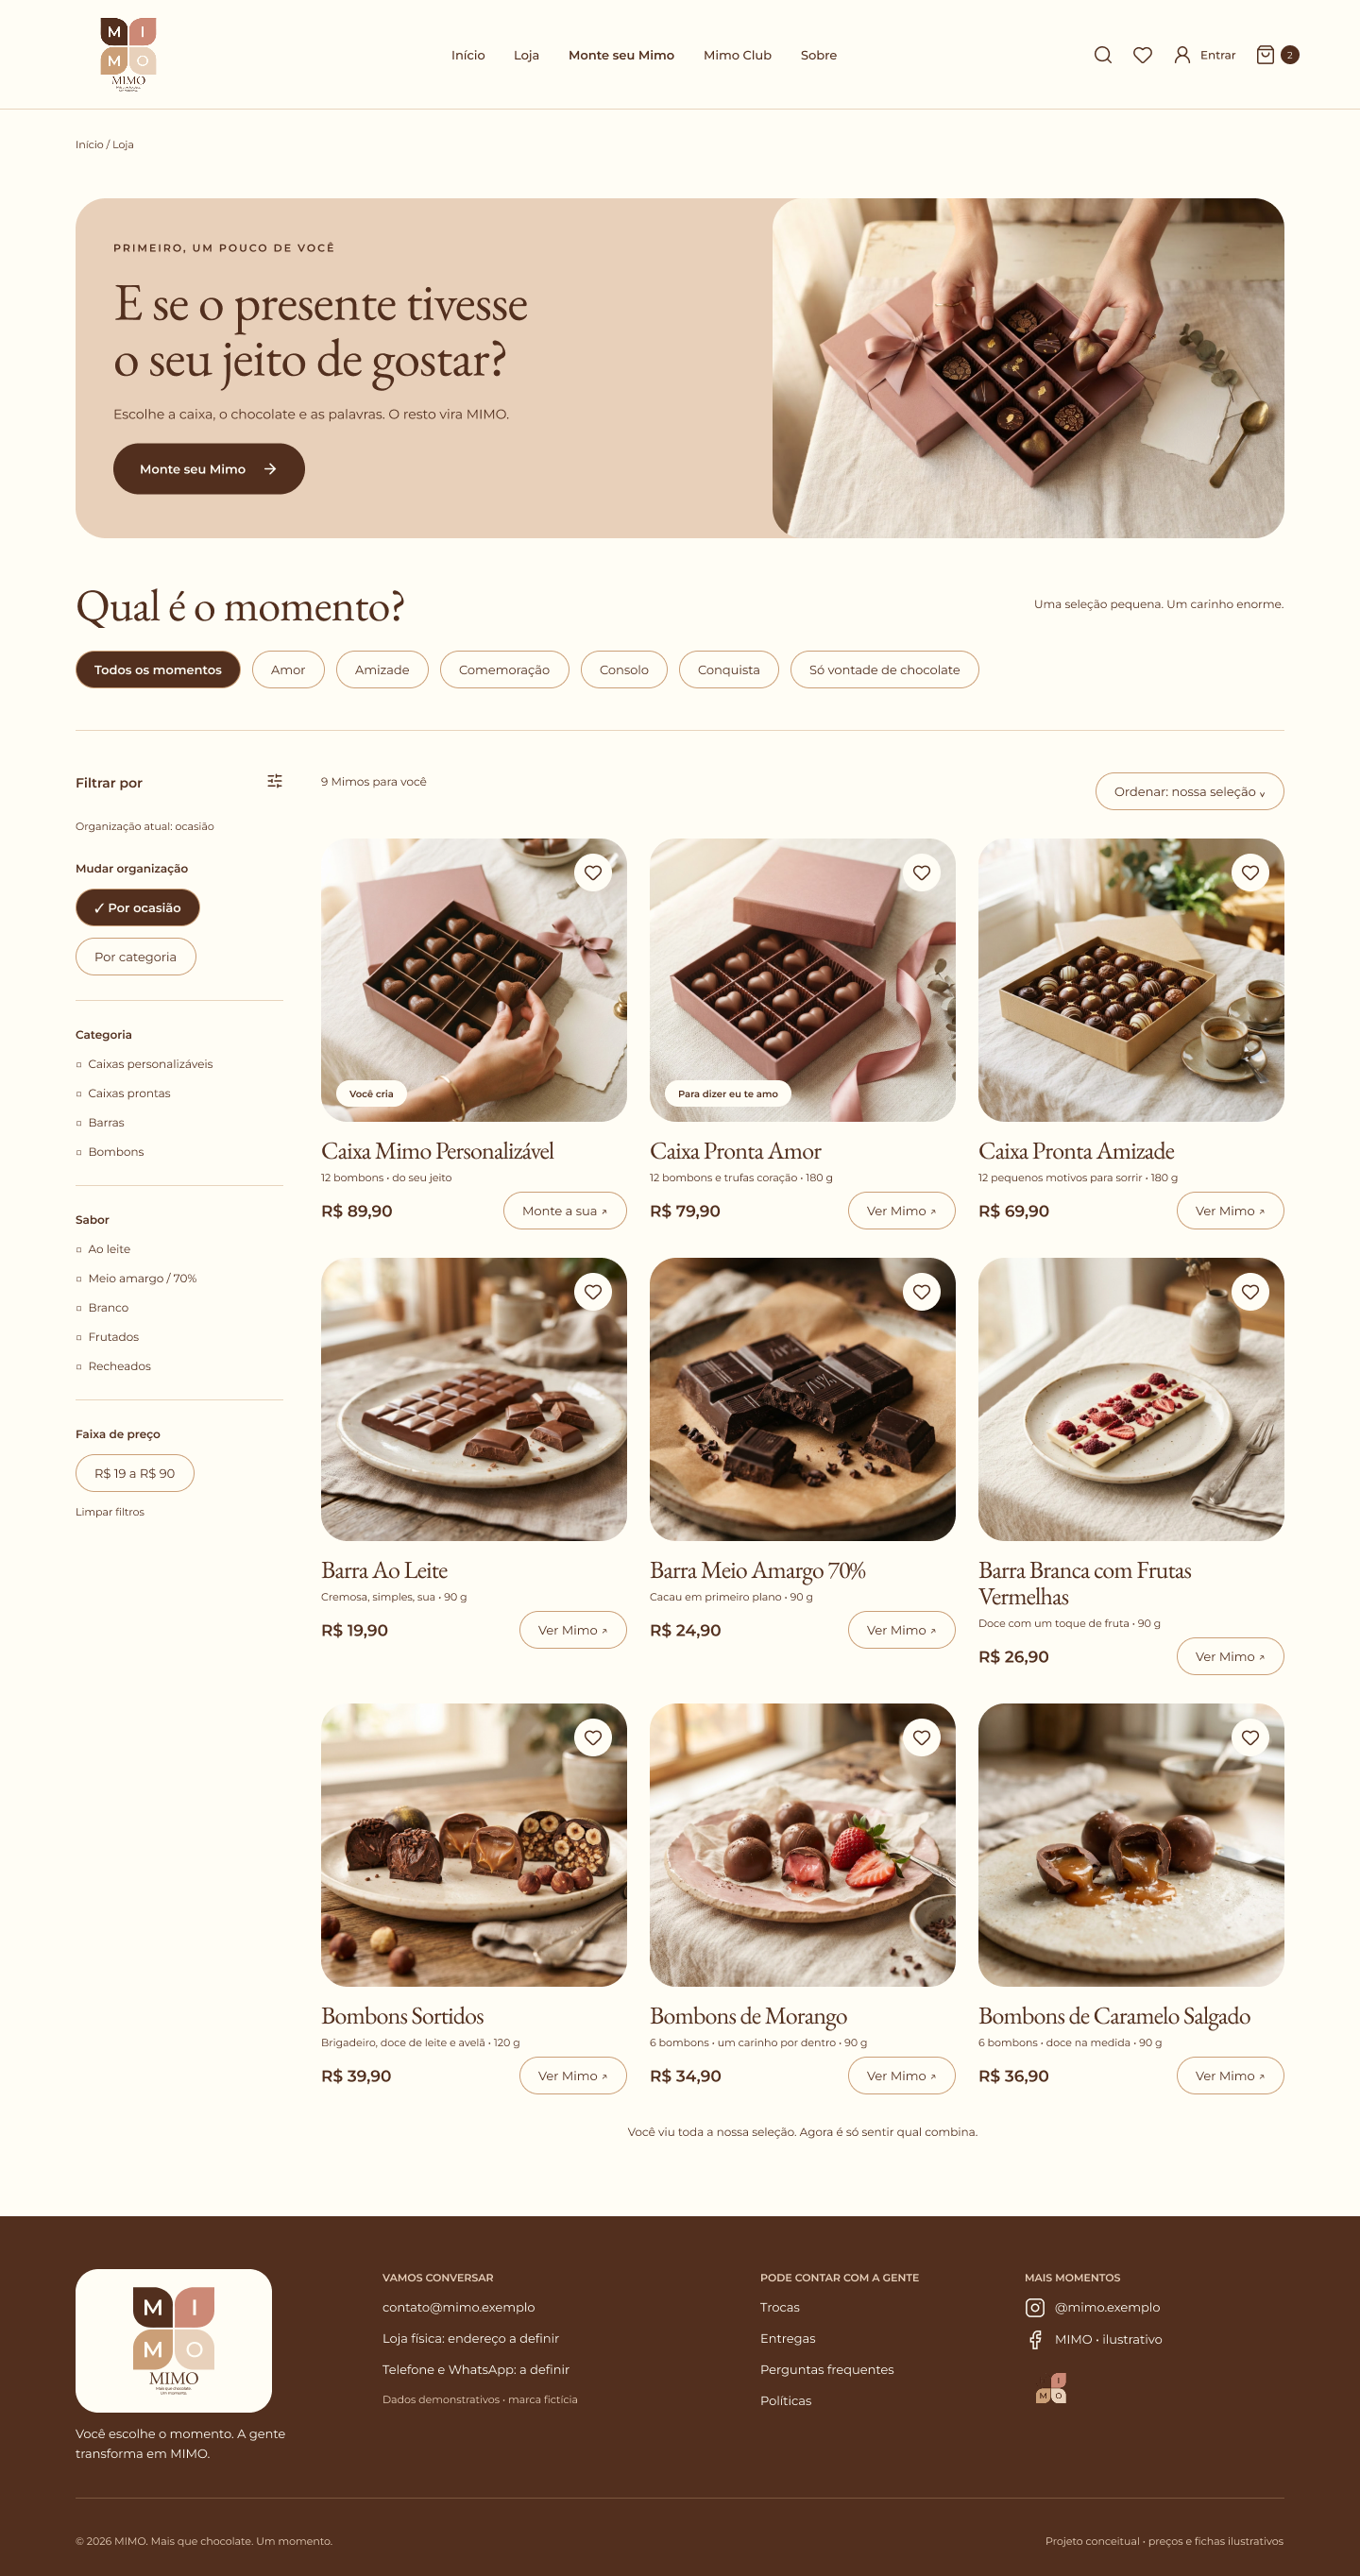 M I
M O
MIMO
Início
Loja
Monte seu Mimo
Mimo Club
Sobre
Entrar
2
Início / Loja
PRIMEIRO, UM POUCO DE VOCÊ
E se o presente tivesse
o seu jeito de gostar?
Escolhe a caixa, o chocolate e as palavras. O resto vira MIMO.
Monte seu Mimo →
Qual é o momento?
Uma seleção pequena. Um carinho enorme.
Todos os momentos
Amor
Amizade
Comemoração
Consolo
Conquista
Só vontade de chocolate
Filtrar por
Organização atual: ocasião
Mudar organização
✓ Por ocasião
Por categoria
Categoria
Caixas personalizáveis
Caixas prontas
Barras
Bombons
Sabor
Ao leite
Meio amargo / 70%
Branco
Frutados
Recheados
Faixa de preço
R$ 19 a R$ 90
Limpar filtros
9 Mimos para você
Ordenar: nossa seleção
Você cria
Caixa Mimo Personalizável
12 bombons • do seu jeito
R$ 89,90
Monte a sua ↗
Para dizer eu te amo
Caixa Pronta Amor
12 bombons e trufas coração • 180 g
R$ 79,90
Ver Mimo ↗
Caixa Pronta Amizade
12 pequenos motivos para sorrir • 180 g
R$ 69,90
Ver Mimo ↗
Barra Ao Leite
Cremosa, simples, sua • 90 g
R$ 19,90
Ver Mimo ↗
Barra Meio Amargo 70%
Cacau em primeiro plano • 90 g
R$ 24,90
Ver Mimo ↗
Barra Branca com Frutas
Vermelhas
Doce com um toque de fruta • 90 g
R$ 26,90
Ver Mimo ↗
Bombons Sortidos
Brigadeiro, doce de leite e avelã • 120 g
R$ 39,90
Ver Mimo ↗
Bombons de Morango
6 bombons • um carinho por dentro • 90 g
R$ 34,90
Ver Mimo ↗
Bombons de Caramelo Salgado
6 bombons • doce na medida • 90 g
R$ 36,90
Ver Mimo ↗
Você viu toda a nossa seleção. Agora é só sentir qual combina.
M I
M O
MIMO
Mais que chocolate.
Um momento.
Você escolhe o momento. A gente
transforma em MIMO.
VAMOS CONVERSAR
contato@mimo.exemplo
Loja física: endereço a definir
Telefone e WhatsApp: a definir
Dados demonstrativos • marca fictícia
PODE CONTAR COM A GENTE
Trocas
Entregas
Perguntas frequentes
Políticas
MAIS MOMENTOS
@mimo.exemplo
MIMO • ilustrativo
I
M O
© 2026 MIMO. Mais que chocolate. Um momento.
Projeto conceitual • preços e fichas ilustrativos